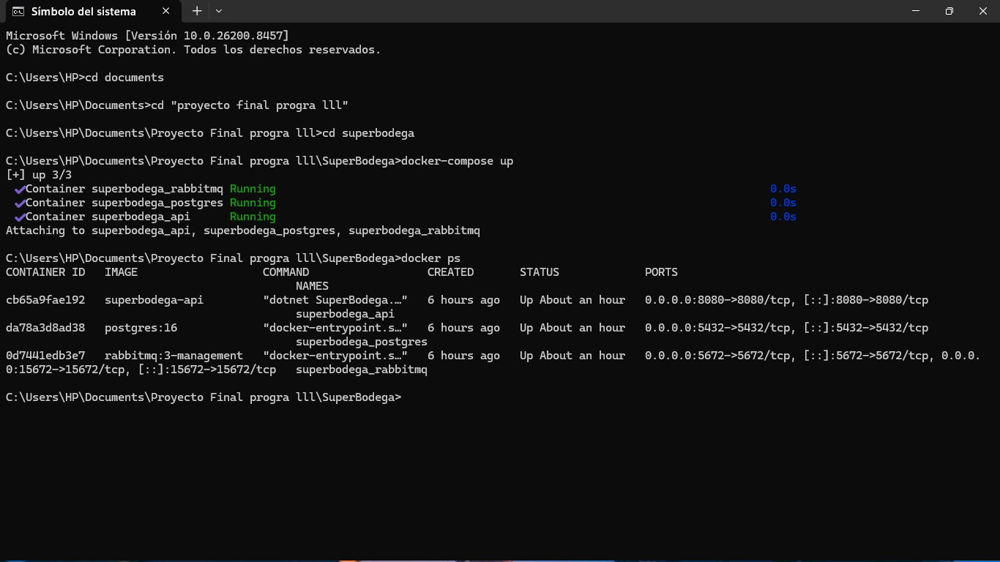 Símbolo del sistema
Microsoft Windows [Versión 10.0.26200.8457]
(c) Microsoft Corporation. Todos los derechos reservados.
C:\Users\HP>cd documents
C:\Users\HP\Documents>cd "proyecto final progra lll"
C:\Users\HP\Documents\Proyecto Final progra lll>cd superbodega
C:\Users\HP\Documents\Proyecto Final progra lll\SuperBodega>docker-compose up
[+] up 3/3
✔Container superbodega_rabbitmq Running 0.0s
✔Container superbodega_postgres Running 0.0s
✔Container superbodega_api Running 0.0s
Attaching to superbodega_api, superbodega_postgres, superbodega_rabbitmq
C:\Users\HP\Documents\Proyecto Final progra lll\SuperBodega>docker ps
CONTAINER ID IMAGE COMMAND CREATED STATUS PORTS
NAMES
cb65a9fae192 superbodega-api "dotnet SuperBodega.…" 6 hours ago Up About an hour 0.0.0.0:8080->8080/tcp, [::]:8080->8080/tcp
superbodega_api
da78a3d8ad38 postgres:16 "docker-entrypoint.s…" 6 hours ago Up About an hour 0.0.0.0:5432->5432/tcp, [::]:5432->5432/tcp
superbodega_postgres
0d7441edb3e7 rabbitmq:3-management "docker-entrypoint.s…" 6 hours ago Up About an hour 0.0.0.0:5672->5672/tcp, [::]:5672->5672/tcp, 0.0.0.
0:15672->15672/tcp, [::]:15672->15672/tcp superbodega_rabbitmq
C:\Users\HP\Documents\Proyecto Final progra lll\SuperBodega>